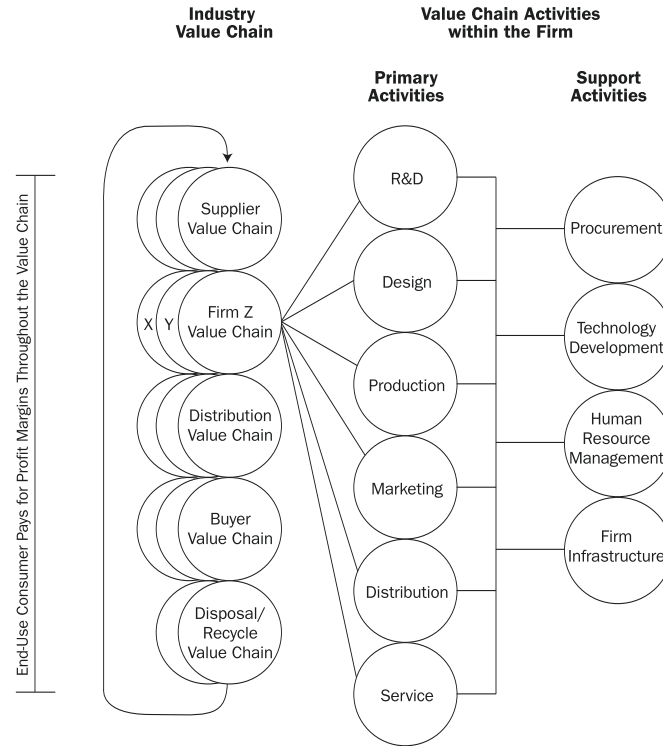 Industry
Value Chain
Value Chain Activities
within the Firm
Primary
Activities
Support
Activities
End-Use Consumer Pays for Profit Margins Throughout the Value Chain
Supplier
Value Chain
X
Y
Firm Z
Value Chain
Distribution
Value Chain
Buyer
Value Chain
Disposal/
Recycle
Value Chain
R&D
Design
Production
Marketing
Distribution
Service
Procurement
Technology
Development
Human
Resource
Management
Firm
Infrastructure